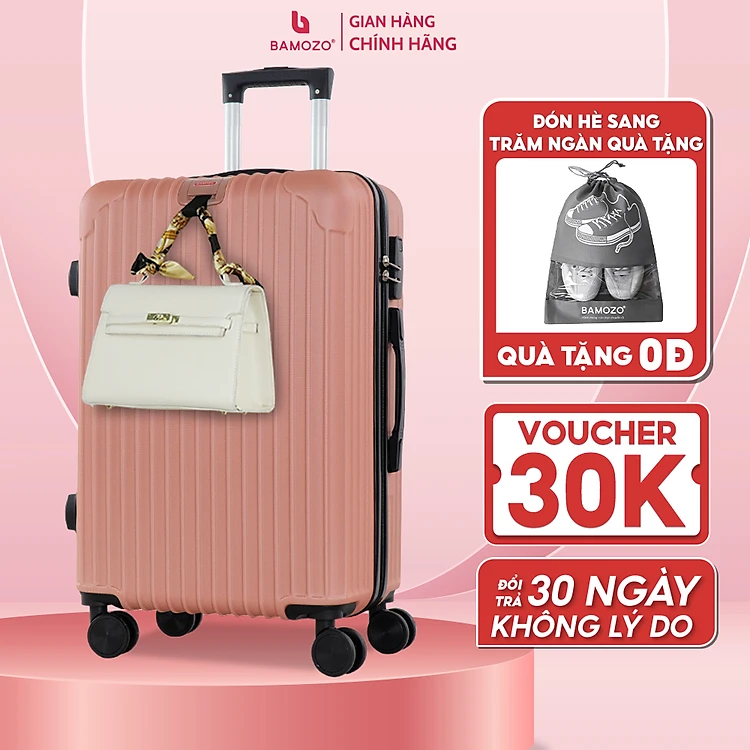 BAMOZO®
GIAN HÀNG
CHÍNH HÃNG
ĐÓN HÈ SANG
TRĂM NGÀN QUÀ TẶNG
BAMOZO
QUÀ TẶNG 0Đ
VOUCHER
30K
ĐỔI TRẢ 30 NGÀY
KHÔNG LÝ DO